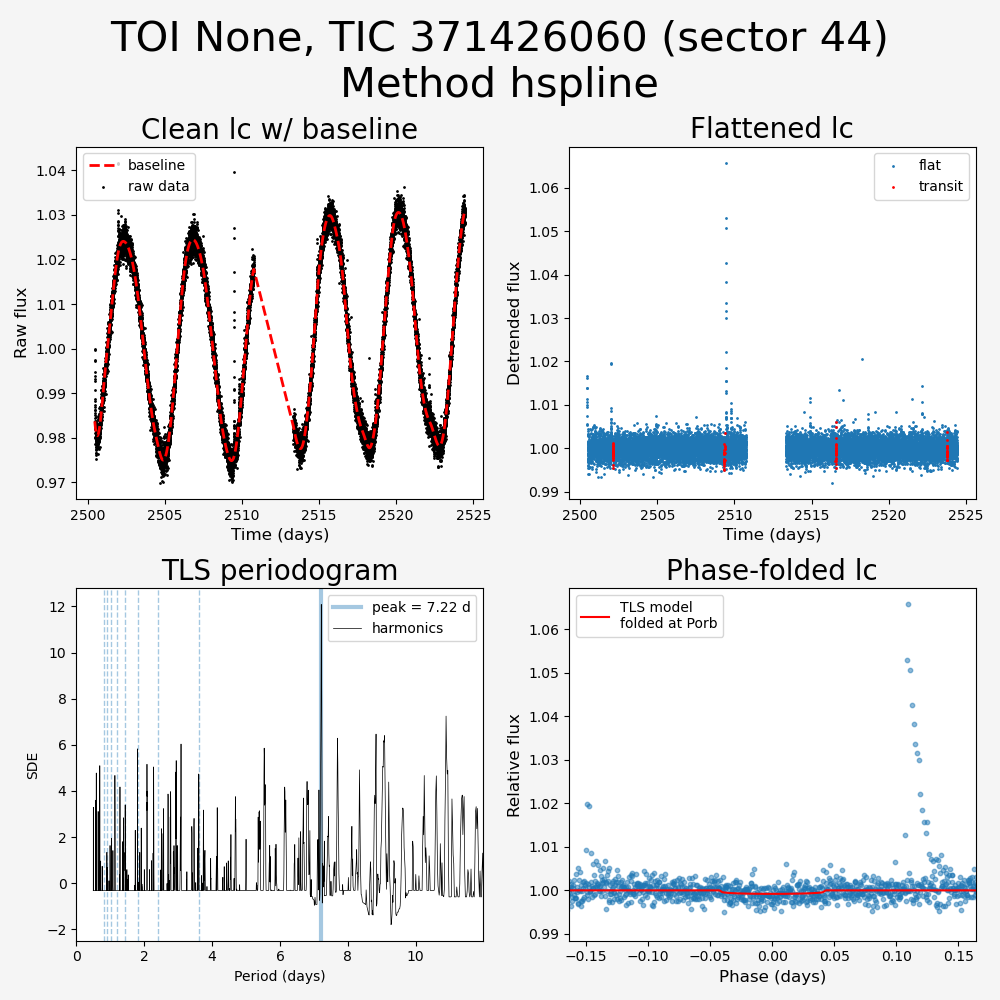 TOI None, TIC 371426060 (sector 44)
Method hspline
Clean lc w/ baseline
Raw flux
1.04
1.03
1.02
1.01
1.00
0.99
0.98
0.97
baseline
raw data
2500
2505
2510
2515
2520
2525
Time (days)
Flattened lc
Detrended flux
1.06
1.05
1.04
1.03
1.02
1.01
1.00
0.99
flat
transit
2500
2505
2510
2515
2520
2525
Time (days)
TLS periodogram
SDE
12
10
8
6
4
2
0
−2
peak = 7.22 d
harmonics
0
2
4
6
8
10
Period (days)
Phase-folded lc
Relative flux
1.06
1.05
1.04
1.03
1.02
1.01
1.00
0.99
TLS model
folded at Porb
−0.15
−0.10
−0.05
0.00
0.05
0.10
0.15
Phase (days)